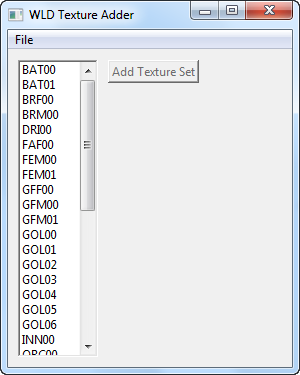 WLD Texture Adder
File
BAT00
BAT01
BRF00
BRM00
DRI00
FAF00
FEM00
FEM01
GFF00
GFM00
GFM01
GOL00
GOL01
GOL02
GOL03
GOL04
GOL05
GOL06
INN00
Add Texture Set